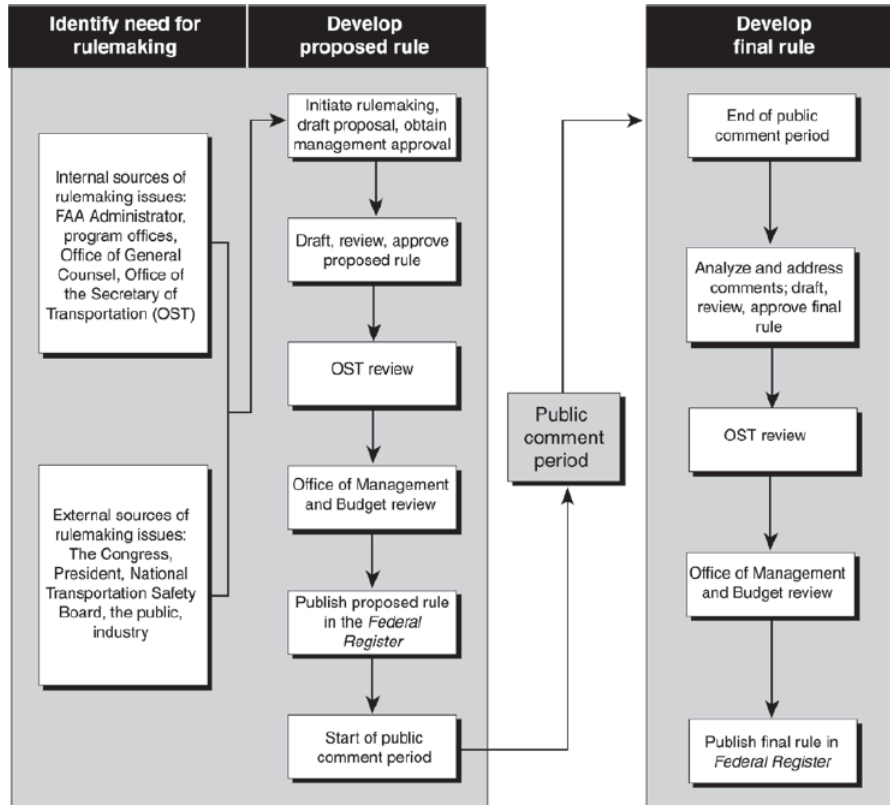 Identify need for
rulemaking
Internal sources of
rulemaking issues:
FAA Administrator,
program offices,
Office of General
Counsel, Office of
the Secretary of
Transportation (OST)
External sources of
rulemaking issues:
The Congress,
President, National
Transportation Safety
Board, the public,
industry
Develop
proposed rule
Initiate rulemaking,
draft proposal, obtain
management approval
Draft, review, approve
proposed rule
OST review
Office of Management
and Budget review
Publish proposed rule
in the Federal
Register
Start of public
comment period
Public
comment
period
Develop
final rule
End of public
comment period
Analyze and address
comments; draft,
review, approve final
rule
OST review
Office of Management
and Budget review
Publish final rule in
Federal Register